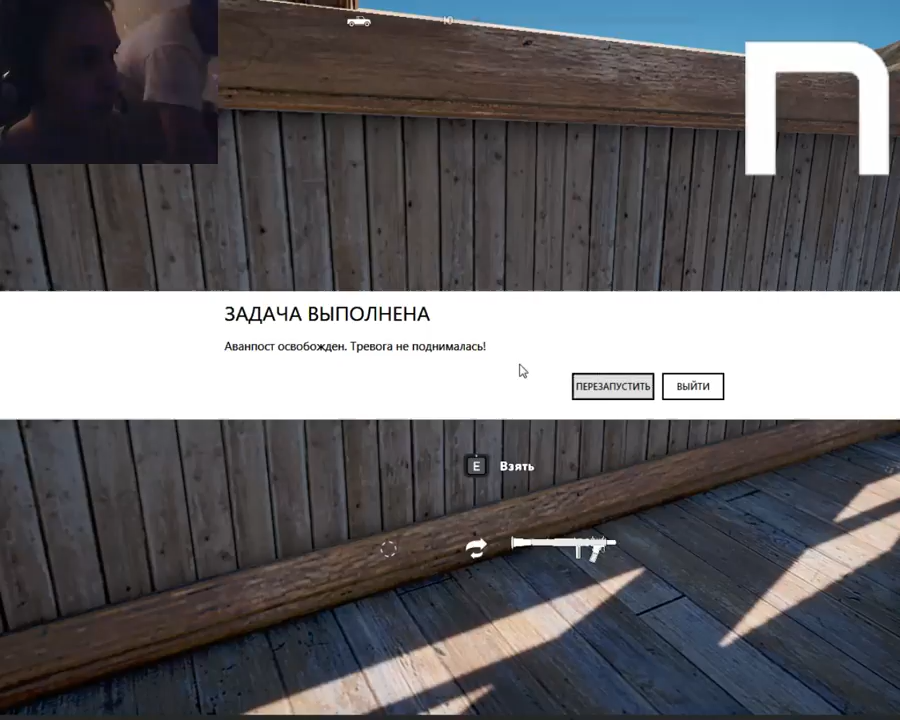 Ю
П
ЗАДАЧА ВЫПОЛНЕНА
Аванпост освобожден. Тревога не поднималась!
ПЕРЕЗАПУСТИТЬ
ВЫЙТИ
E Взять